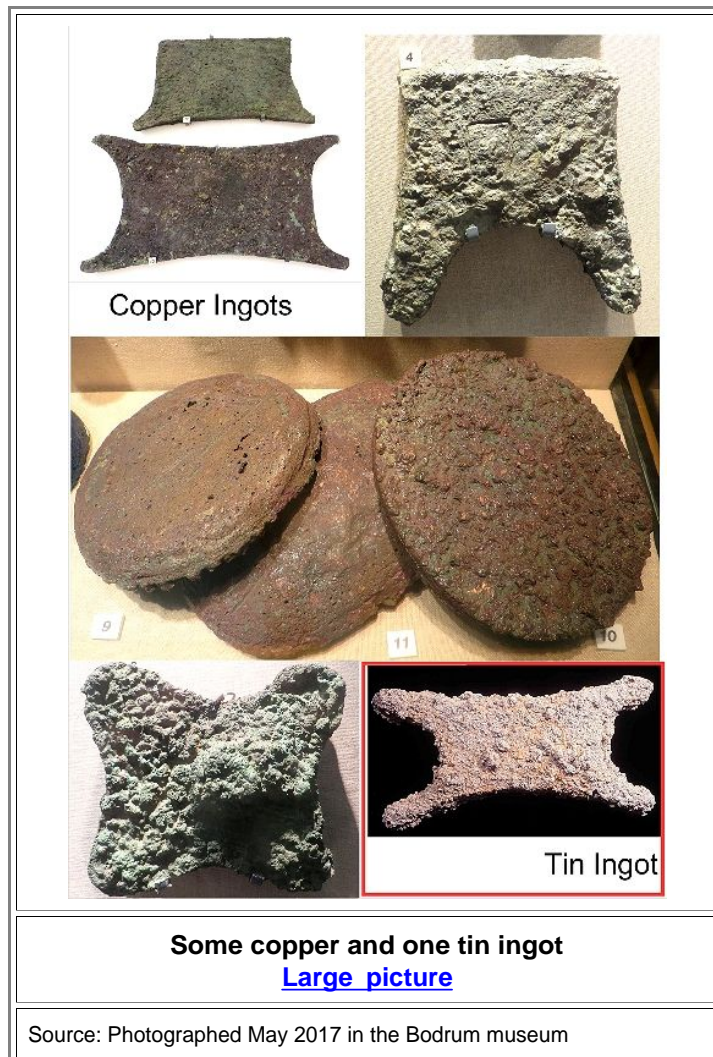 4
Copper Ingots
9
11
10
Tin Ingot
Some copper and one tin ingot
Large picture
Source: Photographed May 2017 in the Bodrum museum